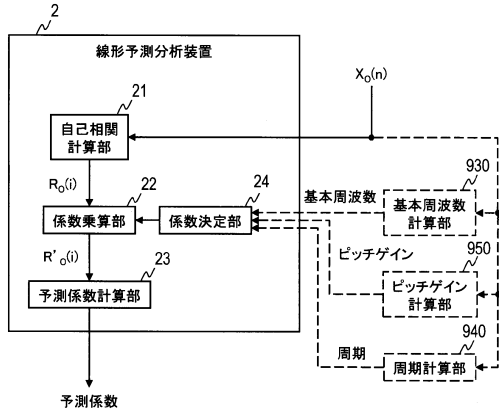 2
線形予測分析装置
X₀(n)
21
自己相関
計算部
R₀(i)
22
係数乗算部
24
係数決定部
基本周波数
930
基本周波数
計算部
R'₀(i)
ピッチゲイン
950
ピッチゲイン
計算部
23
予測係数計算部
周期
940
周期計算部
予測係数